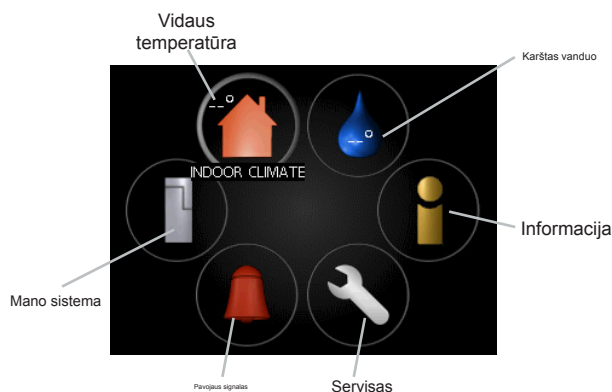 Vidaus
temperatūra
Karštas vanduo
--°
--°
INDOOR CLIMATE
Informacija
Mano sistema
Pavojaus signalas
Servisas